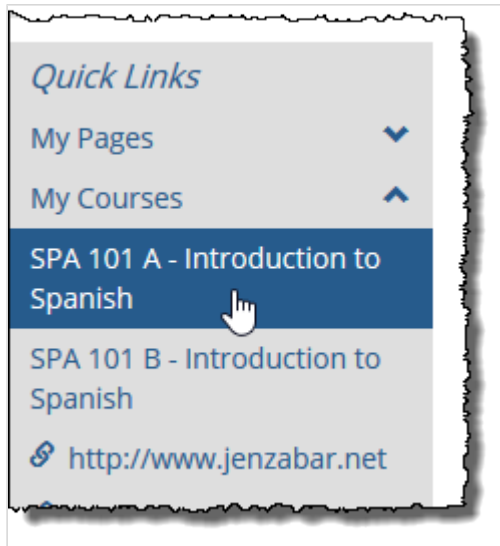 Quick Links
My Pages
My Courses
SPA 101 A - Introduction to
Spanish
SPA 101 B - Introduction to
Spanish
http://www.jenzabar.net